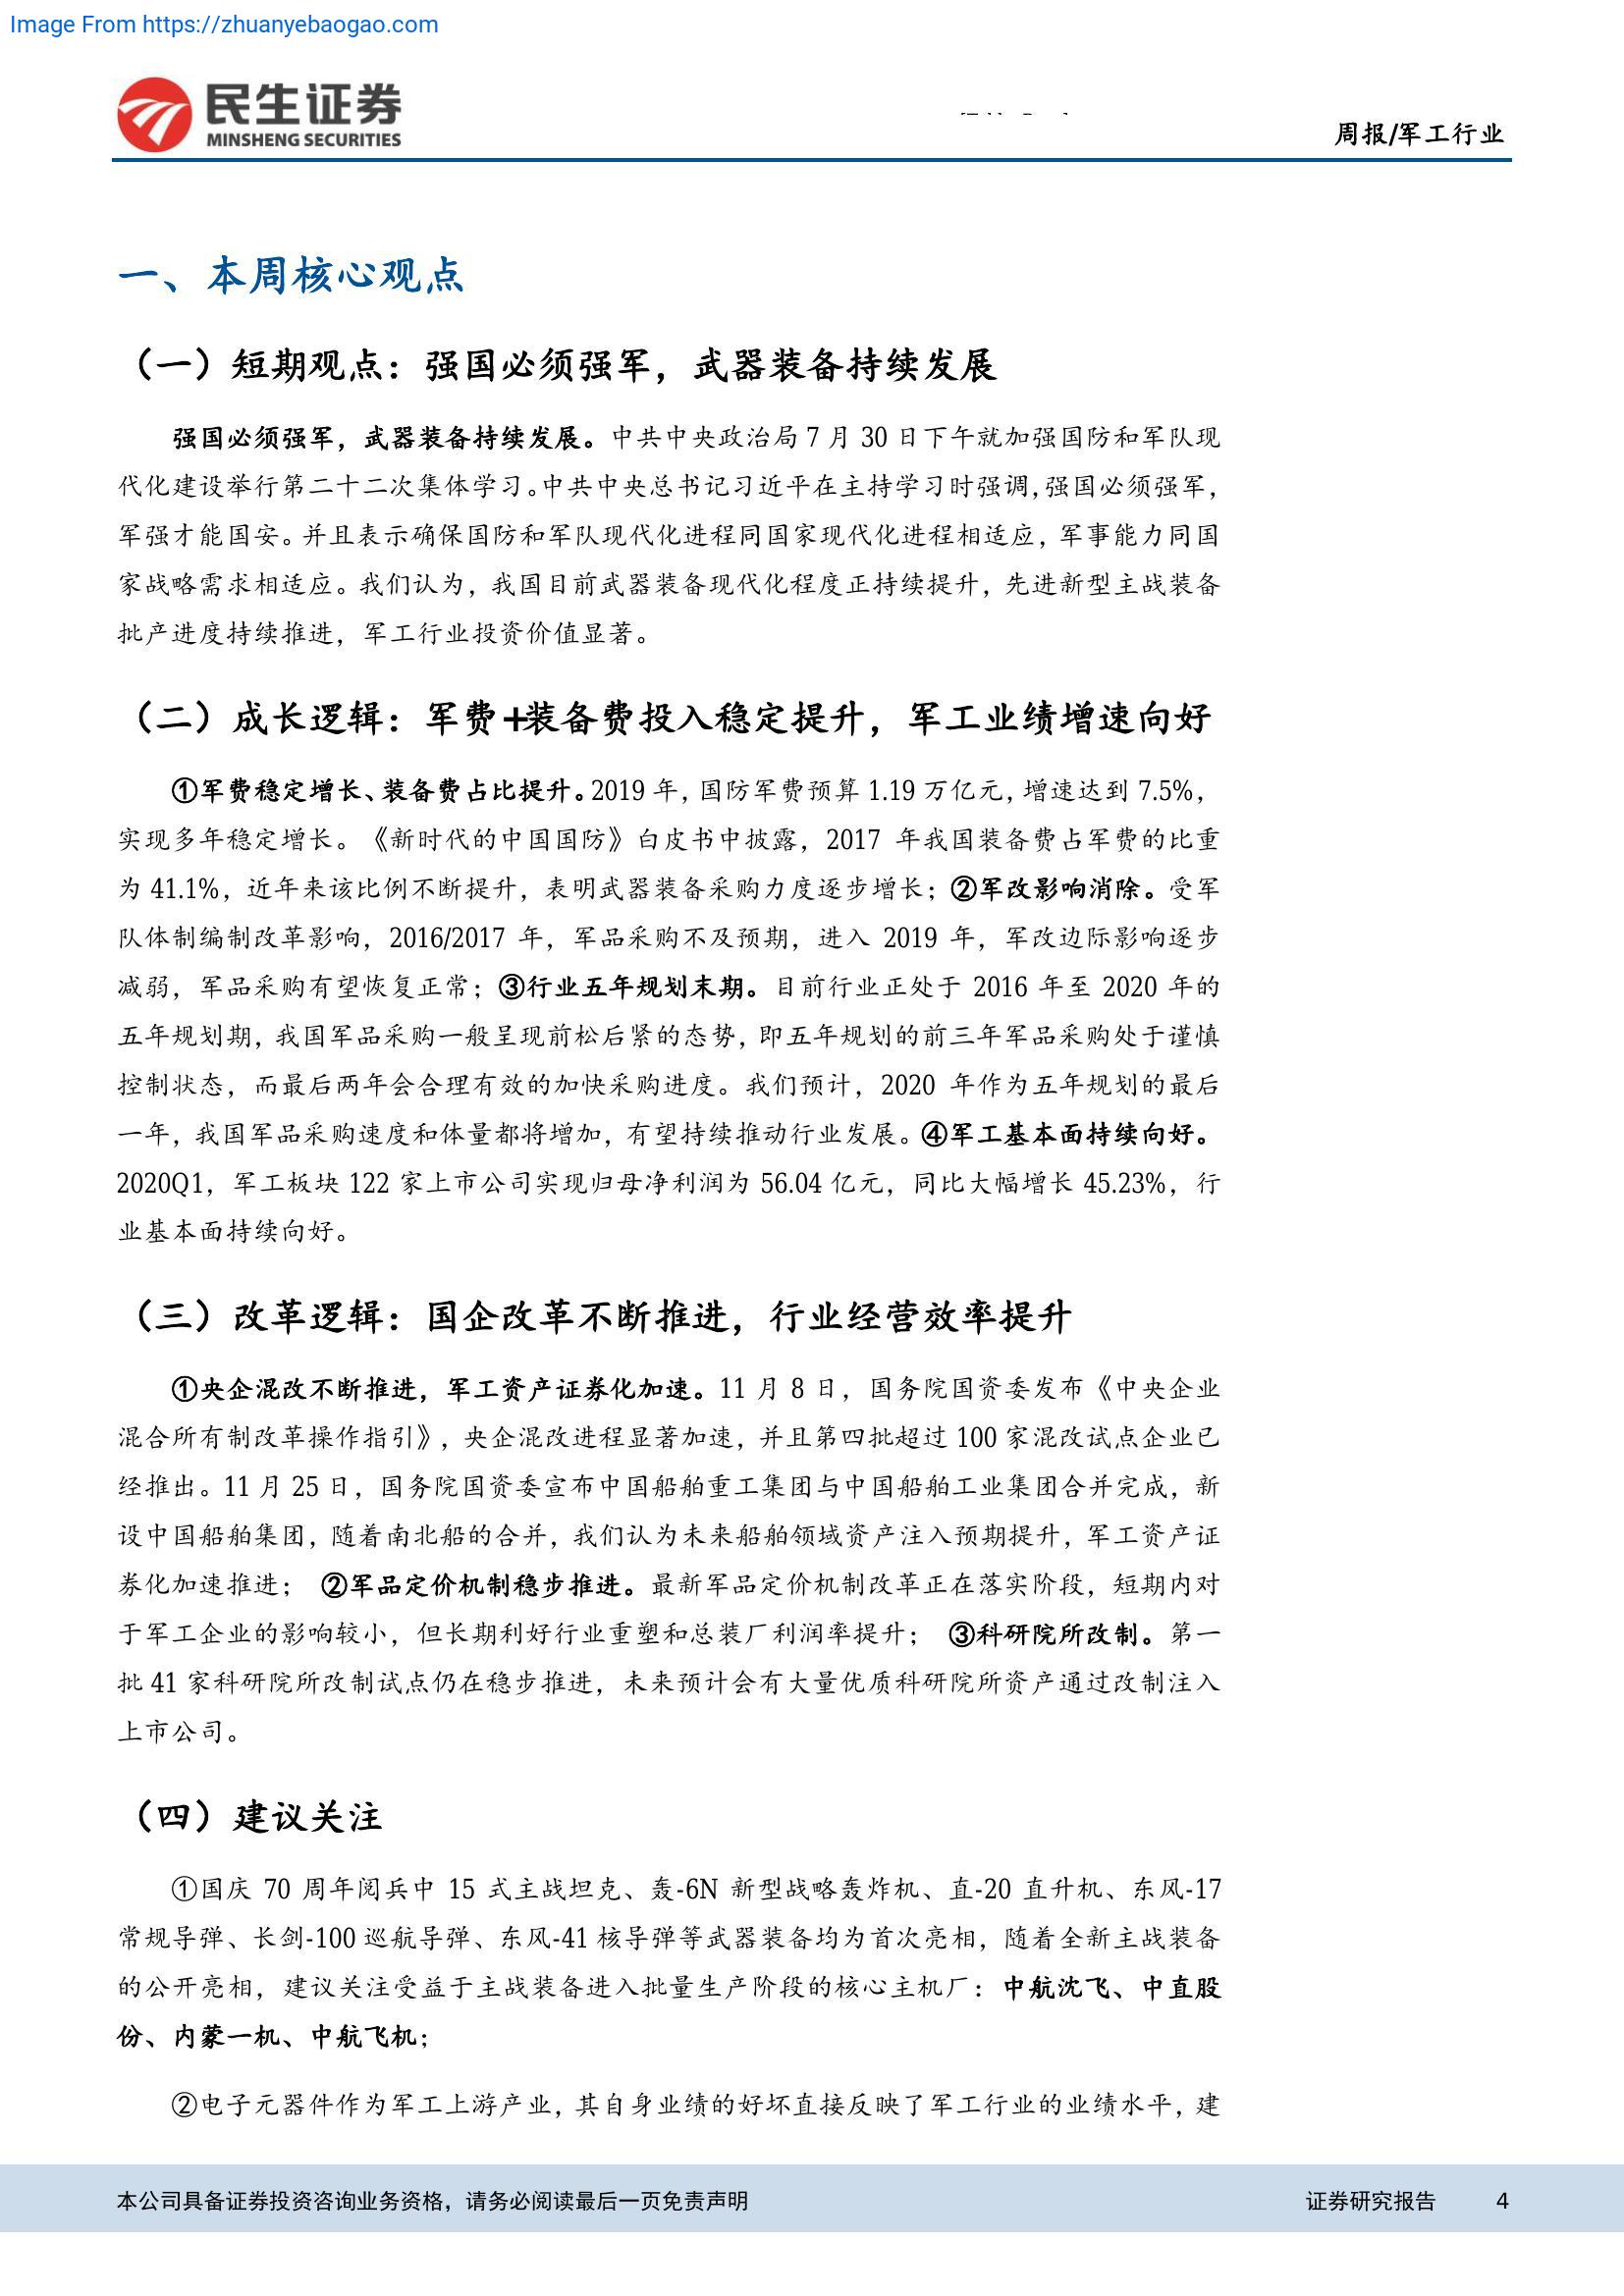 Image From https://zhuanyebaogao.com
民生证券
MINSHENG SECURITIES
周报/军工行业
一、本周核心观点
（一）短期观点：强国必须强军，武器装备持续发展
强国必须强军，武器装备持续发展。中共中央政治局 7 月 30 日下午就加强国防和军队现
代化建设举行第二十二次集体学习。中共中央总书记习近平在主持学习时强调，强国必须强军，
军强才能国安。并且表示确保国防和军队现代化进程同国家现代化进程相适应，军事能力同国
家战略需求相适应。我们认为，我国目前武器装备现代化程度正持续提升，先进新型主战装备
批产进度持续推进，军工行业投资价值显著。
（二）成长逻辑：军费+装备费投入稳定提升，军工业绩增速向好
①军费稳定增长、装备费占比提升。2019 年，国防军费预算 1.19 万亿元，增速达到 7.5%，
实现多年稳定增长。《新时代的中国国防》白皮书中披露，2017 年我国装备费占军费的比重
为 41.1%，近年来该比例不断提升，表明武器装备采购力度逐步增长；②军改影响消除。受军
队体制编制改革影响，2016/2017 年，军品采购不及预期，进入 2019 年，军改边际影响逐步
减弱，军品采购有望恢复正常；③行业五年规划末期。目前行业正处于 2016 年至 2020 年的
五年规划期，我国军品采购一般呈现前松后紧的态势，即五年规划的前三年军品采购处于谨慎
控制状态，而最后两年会合理有效的加快采购进度。我们预计，2020 年作为五年规划的最后
一年，我国军品采购速度和体量都将增加，有望持续推动行业发展。④军工基本面持续向好。
2020Q1，军工板块 122 家上市公司实现归母净利润为 56.04 亿元，同比大幅增长 45.23%，行
业基本面持续向好。
（三）改革逻辑：国企改革不断推进，行业经营效率提升
①央企混改不断推进，军工资产证券化加速。11 月 8 日，国务院国资委发布《中央企业
混合所有制改革操作指引》，央企混改进程显著加速，并且第四批超过 100 家混改试点企业已
经推出。11 月 25 日，国务院国资委宣布中国船舶重工集团与中国船舶工业集团合并完成，新
设中国船舶集团，随着南北船的合并，我们认为未来船舶领域资产注入预期提升，军工资产证
券化加速推进； ②军品定价机制稳步推进。最新军品定价机制改革正在落实阶段，短期内对
于军工企业的影响较小，但长期利好行业重塑和总装厂利润率提升； ③科研院所改制。第一
批 41 家科研院所改制试点仍在稳步推进，未来预计会有大量优质科研院所资产通过改制注入
上市公司。
（四）建议关注
①国庆 70 周年阅兵中 15 式主战坦克、轰-6N 新型战略轰炸机、直-20 直升机、东风-17
常规导弹、长剑-100 巡航导弹、东风-41 核导弹等武器装备均为首次亮相，随着全新主战装备
的公开亮相，建议关注受益于主战装备进入批量生产阶段的核心主机厂：中航沈飞、中直股
份、内蒙一机、中航飞机；
②电子元器件作为军工上游产业，其自身业绩的好坏直接反映了军工行业的业绩水平，建
本公司具备证券投资咨询业务资格，请务必阅读最后一页免责声明
证券研究报告 4